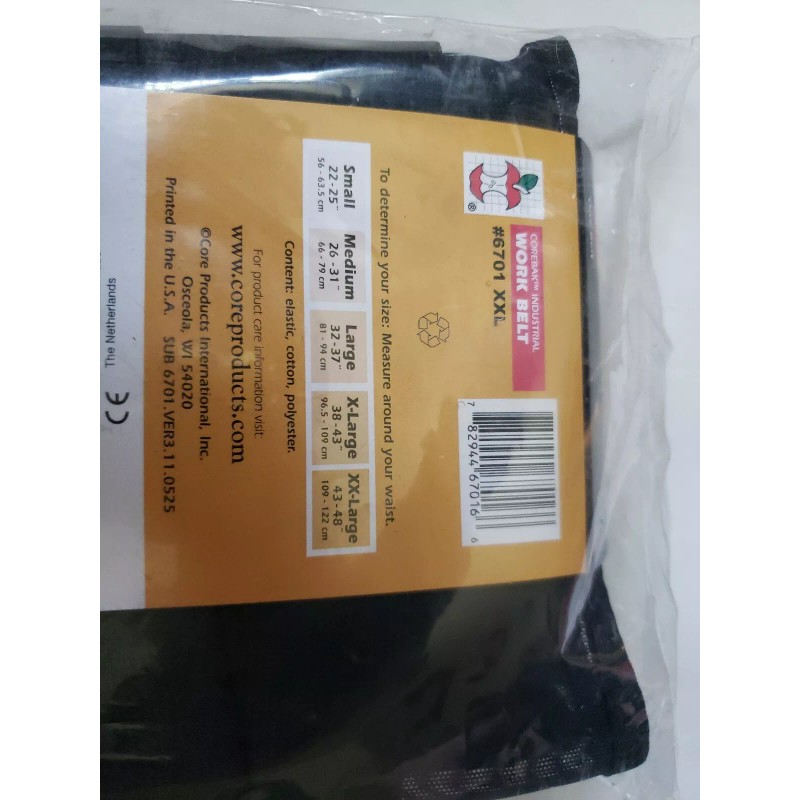 ®
COREBAK™ INDUSTRIAL
WORK BELT
#6701 XXL
7 82944 67016 6
To determine your size: Measure around your waist.
Small
22-25"
56 - 63.5 cm
Medium
26-31"
66 - 79 cm
Large
32-37"
81 - 94 cm
X-Large
38-43"
96.5 - 109 cm
XX-Large
43-48"
109 - 122 cm
Content: elastic, cotton, polyester.
For product care information visit:
www.coreproducts.com
©Core Products International, Inc.
Osceola, WI 54020
Printed in the U.S.A. SUB 6701.VER3.11.0525
The Netherlands
CE